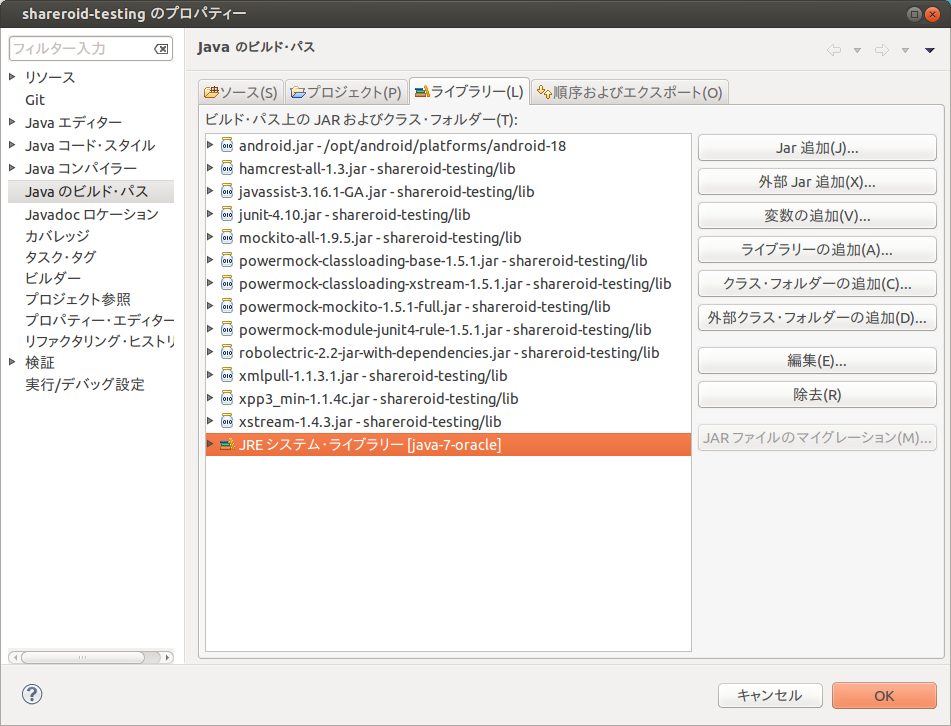 shareroid-testing のプロパティー
フィルター入力
Java のビルド・パス
リソース
Git
Java エディター
Java コード・スタイル
Java コンパイラー
Java のビルド・パス
Javadoc ロケーション
カバレッジ
タスク・タグ
ビルダー
プロジェクト参照
プロパティー・エディター
リファクタリング・ヒストリ
検証
実行/デバッグ設定
ソース(S)
プロジェクト(P)
ライブラリー(L)
順序およびエクスポート(O)
ビルド・パス上の JAR およびクラス・フォルダー(T):
android.jar - /opt/android/platforms/android-18
hamcrest-all-1.3.jar - shareroid-testing/lib
javassist-3.16.1-GA.jar - shareroid-testing/lib
junit-4.10.jar - shareroid-testing/lib
mockito-all-1.9.5.jar - shareroid-testing/lib
powermock-classloading-base-1.5.1.jar - shareroid-testing/lib
powermock-classloading-xstream-1.5.1.jar - shareroid-testing/lib
powermock-mockito-1.5.1-full.jar - shareroid-testing/lib
powermock-module-junit4-rule-1.5.1.jar - shareroid-testing/lib
robolectric-2.2-jar-with-dependencies.jar - shareroid-testing/lib
xmlpull-1.1.3.1.jar - shareroid-testing/lib
xpp3_min-1.1.4c.jar - shareroid-testing/lib
xstream-1.4.3.jar - shareroid-testing/lib
JRE システム・ライブラリー [java-7-oracle]
Jar 追加(J)...
外部 Jar 追加(X)...
変数の追加(V)...
ライブラリーの追加(A)...
クラス・フォルダーの追加(C)...
外部クラス・フォルダーの追加(D)...
編集(E)...
除去(R)
JAR ファイルのマイグレーション(M)...
?
キャンセル
OK